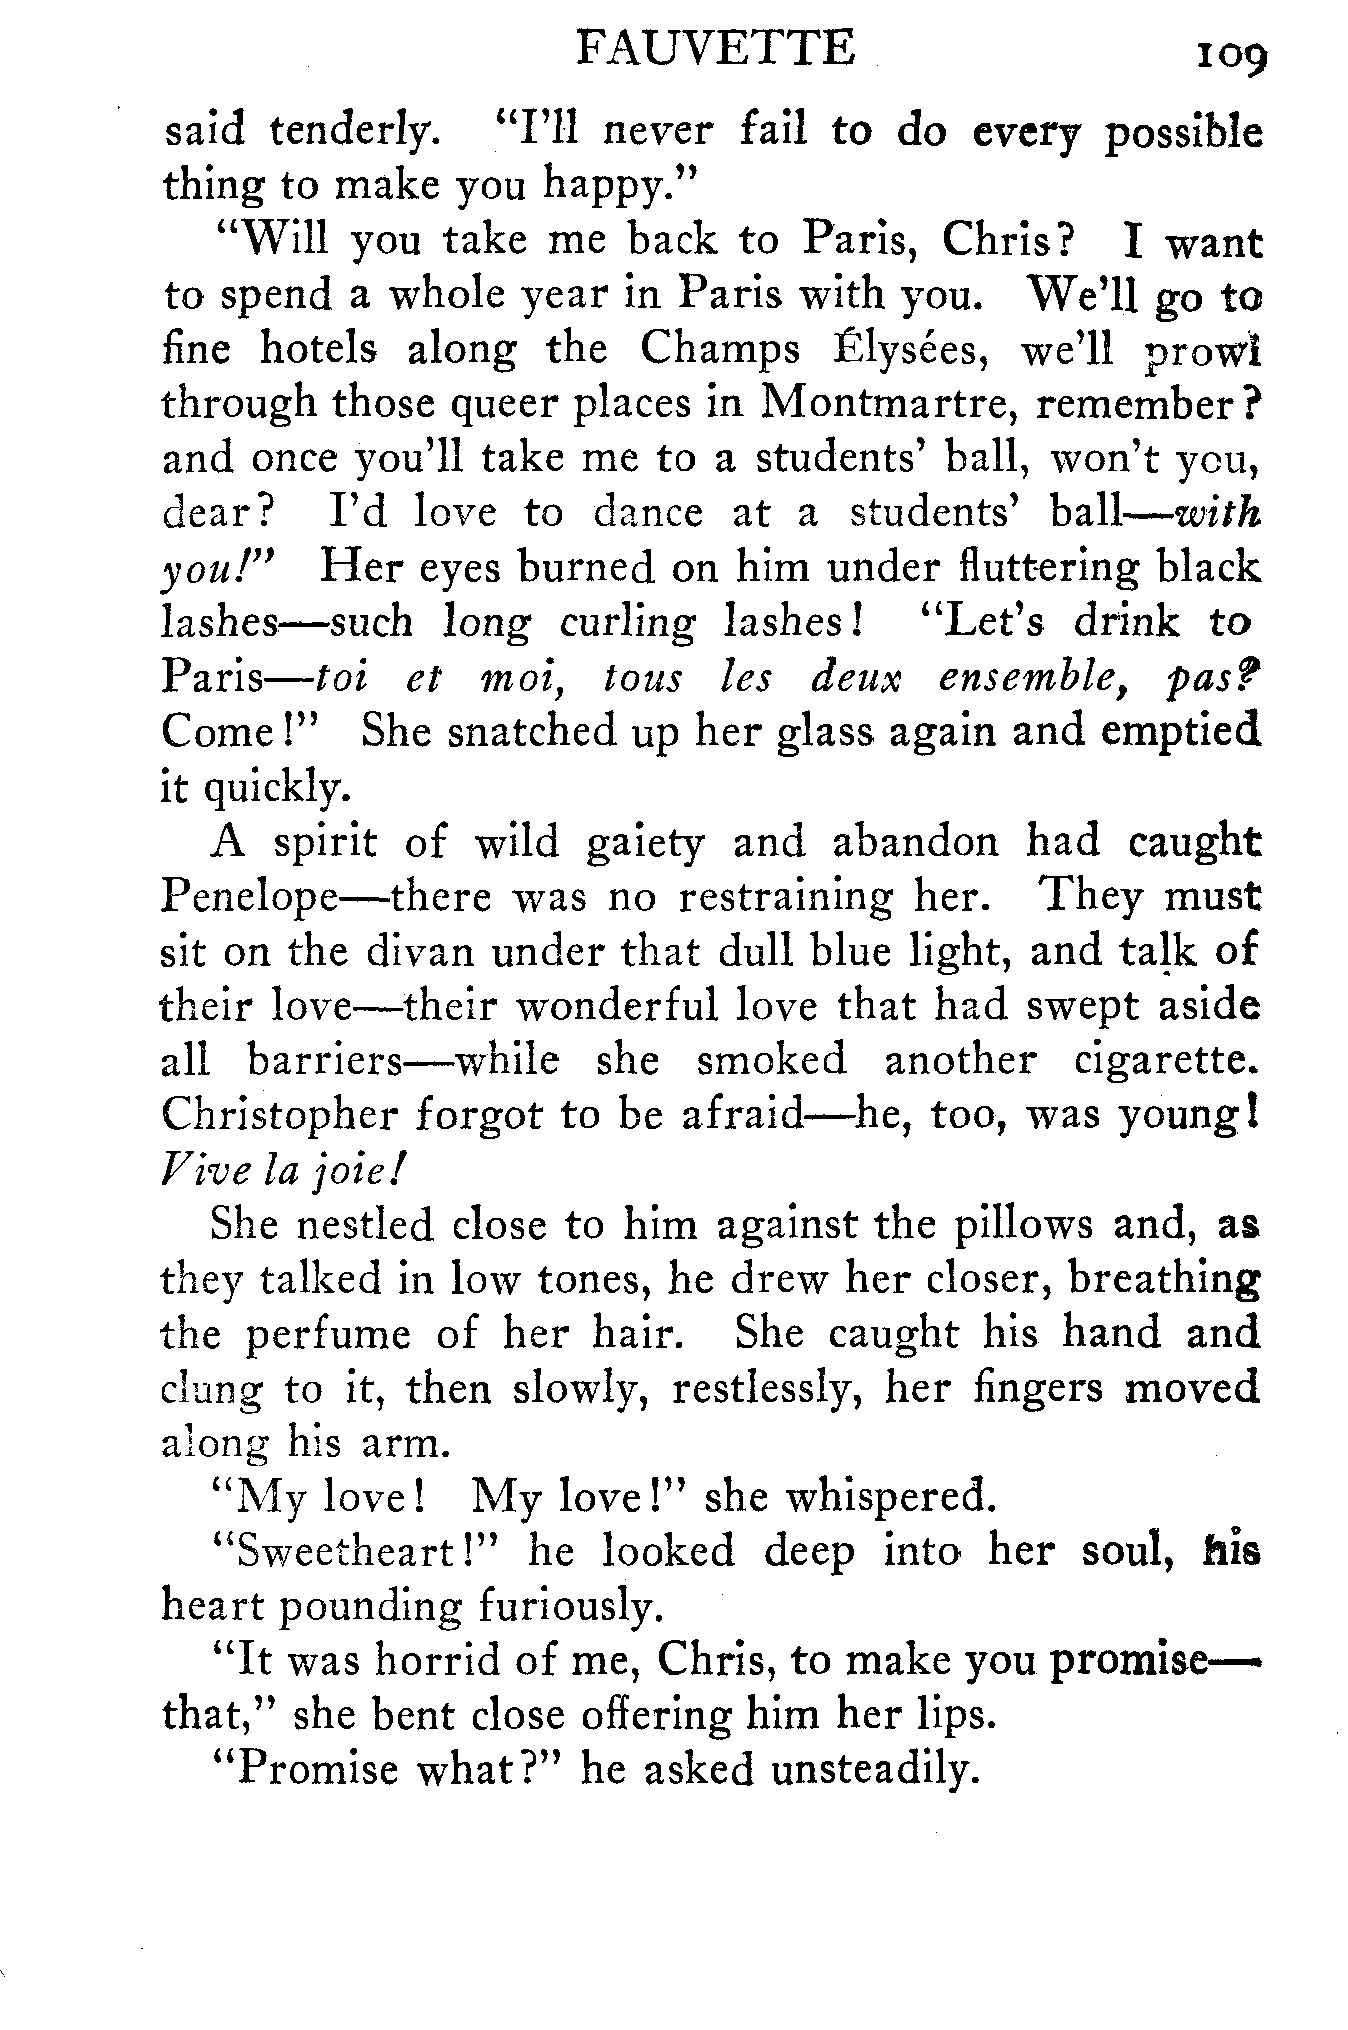 FAUVETTE 109
said tenderly. "I'll never fail to do every possible
thing to make you happy."
"Will you take me back to Paris, Chris? I want
to spend a whole year in Paris with you. We'll go to
fine hotels along the Champs Élysées, we'll prowl
through those queer places in Montmartre, remember?
and once you'll take me to a students' ball, won't you,
dear? I'd love to dance at a students' ball—with
you!" Her eyes burned on him under fluttering black
lashes—such long curling lashes! "Let's drink to
Paris—toi et moi, tous les deux ensemble, pas?
Come!" She snatched up her glass again and emptied
it quickly.
A spirit of wild gaiety and abandon had caught
Penelope—there was no restraining her. They must
sit on the divan under that dull blue light, and talk of
their love—their wonderful love that had swept aside
all barriers—while she smoked another cigarette.
Christopher forgot to be afraid—he, too, was young!
Vive la joie!
She nestled close to him against the pillows and, as
they talked in low tones, he drew her closer, breathing
the perfume of her hair. She caught his hand and
clung to it, then slowly, restlessly, her fingers moved
along his arm.
"My love! My love!" she whispered.
"Sweetheart!" he looked deep into her soul, his
heart pounding furiously.
"It was horrid of me, Chris, to make you promise—
that," she bent close offering him her lips.
"Promise what?" he asked unsteadily.